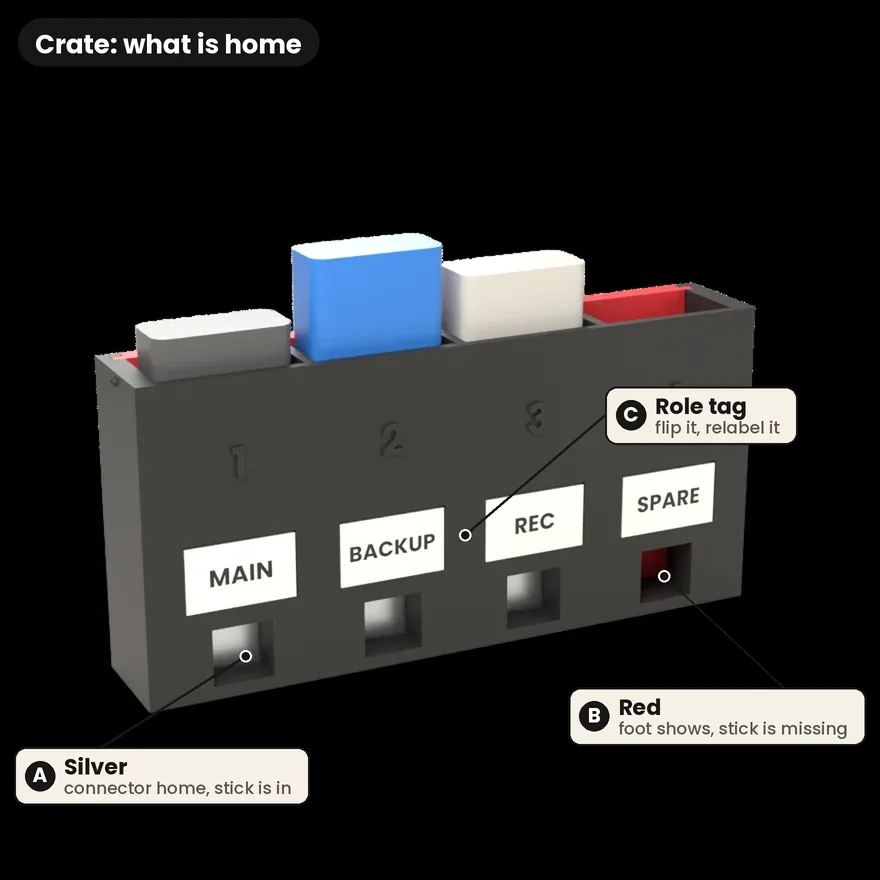 Crate: what is home
C Role tag
flip it, relabel it
1 2 3
MAIN BACKUP REC SPARE
B Red
foot shows, stick is missing
A Silver
connector home, stick is in